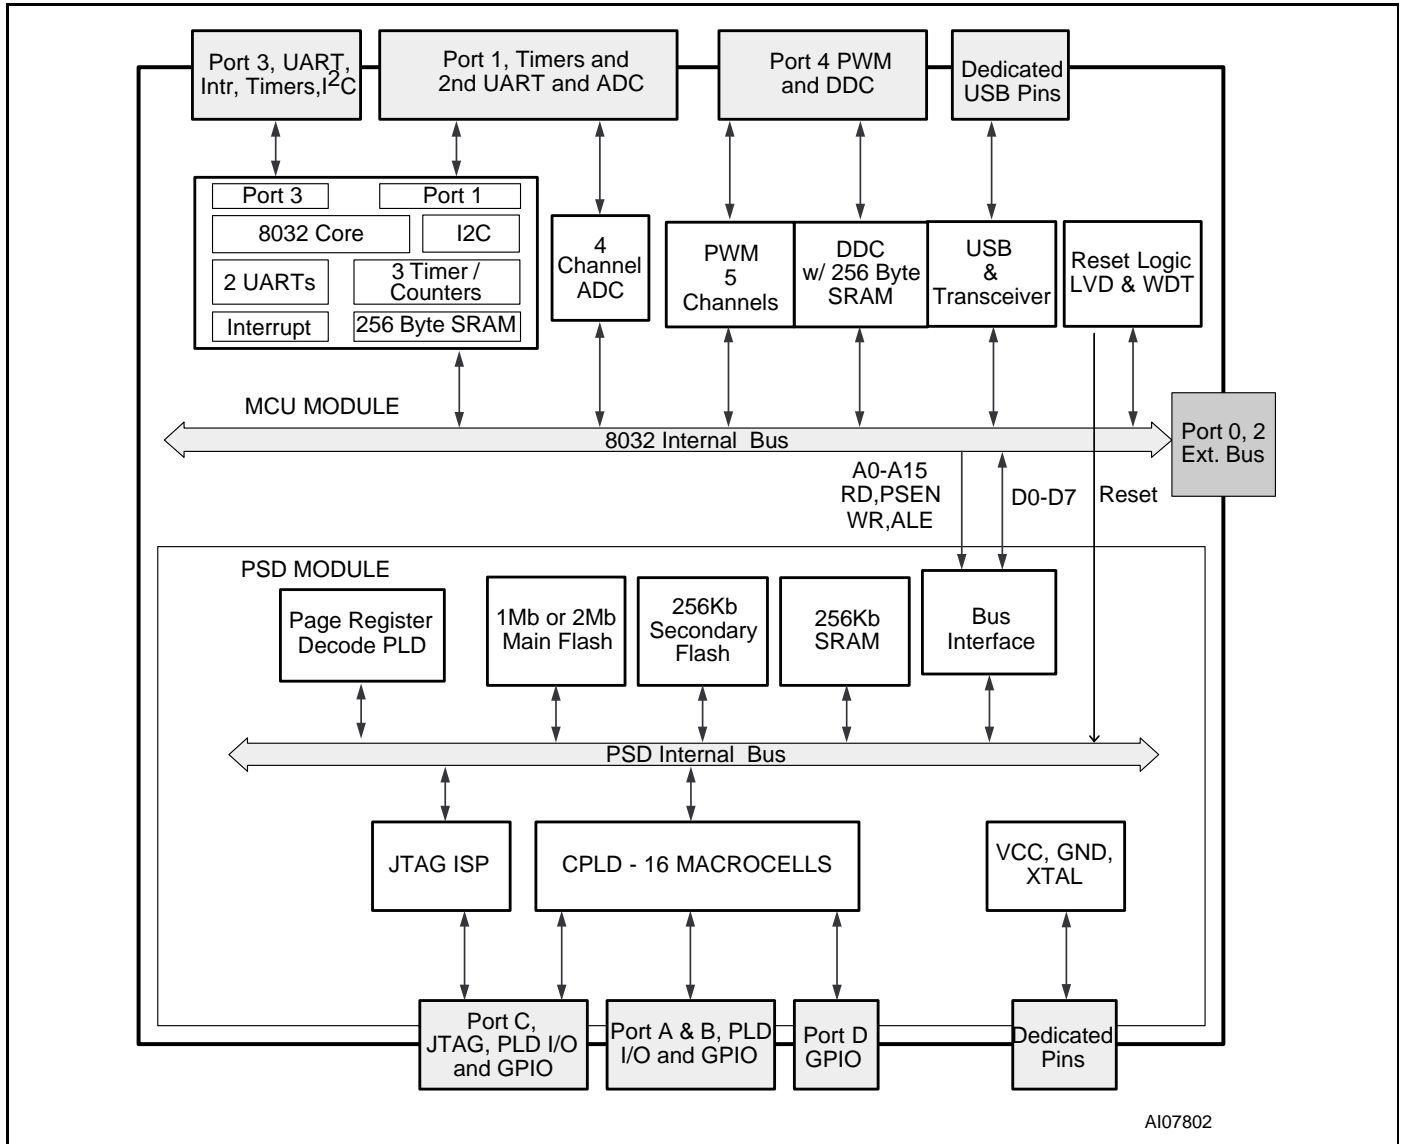 Port 3, UART,
Intr, Timers,I2C
Port 1, Timers and
2nd UART and ADC
Port 4 PWM
and DDC
Dedicated
USB Pins
Port 3
Port 1
8032 Core
I2C
2 UARTs
3 Timer /
Counters
Interrupt
256 Byte SRAM
4
Channel
ADC
PWM
5
Channels
DDC
w/ 256 Byte
SRAM
USB
&
Transceiver
Reset Logic
LVD & WDT
MCU MODULE
8032 Internal Bus
Port 0, 2
Ext. Bus
A0-A15
RD,PSEN
WR,ALE
D0-D7
Reset
PSD MODULE
Page Register
Decode PLD
1Mb or 2Mb
Main Flash
256Kb
Secondary
Flash
256Kb
SRAM
Bus
Interface
PSD Internal Bus
JTAG ISP
CPLD - 16 MACROCELLS
VCC, GND,
XTAL
Port C,
JTAG, PLD I/O
and GPIO
Port A & B, PLD
I/O and GPIO
Port D
GPIO
Dedicated
Pins
AI07802